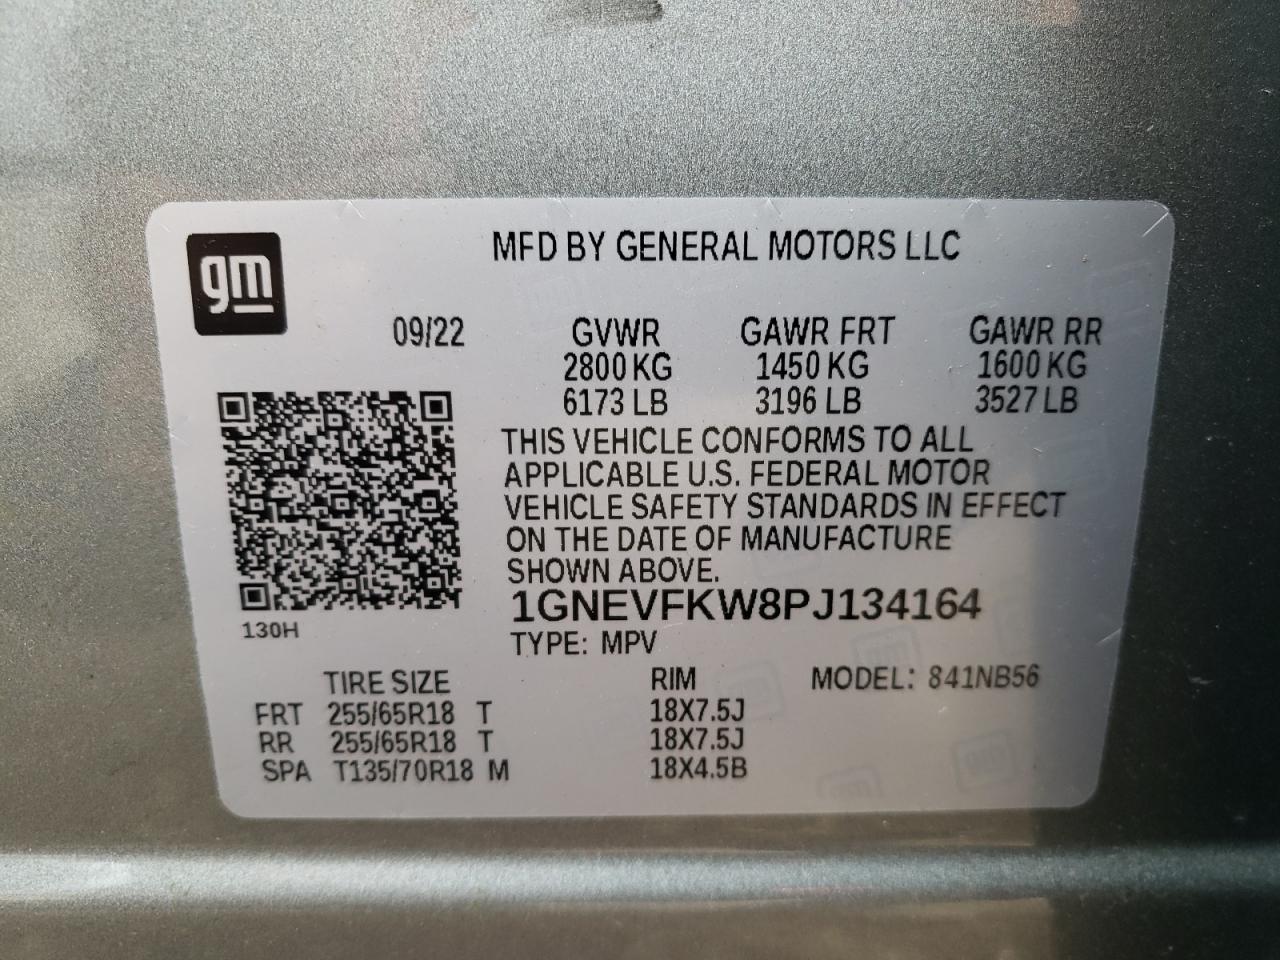 gm
MFD BY GENERAL MOTORS LLC
09/22 GVWR GAWR FRT GAWR RR
2800 KG 1450 KG 1600 KG
6173 LB 3196 LB 3527 LB
THIS VEHICLE CONFORMS TO ALL
APPLICABLE U.S. FEDERAL MOTOR
VEHICLE SAFETY STANDARDS IN EFFECT
ON THE DATE OF MANUFACTURE
SHOWN ABOVE.
1GNEVFKW8PJ134164
130H
TYPE: MPV
TIRE SIZE RIM MODEL: 841NB56
FRT 255/65R18 T 18X7.5J
RR 255/65R18 T 18X7.5J
SPA T135/70R18 M 18X4.5B